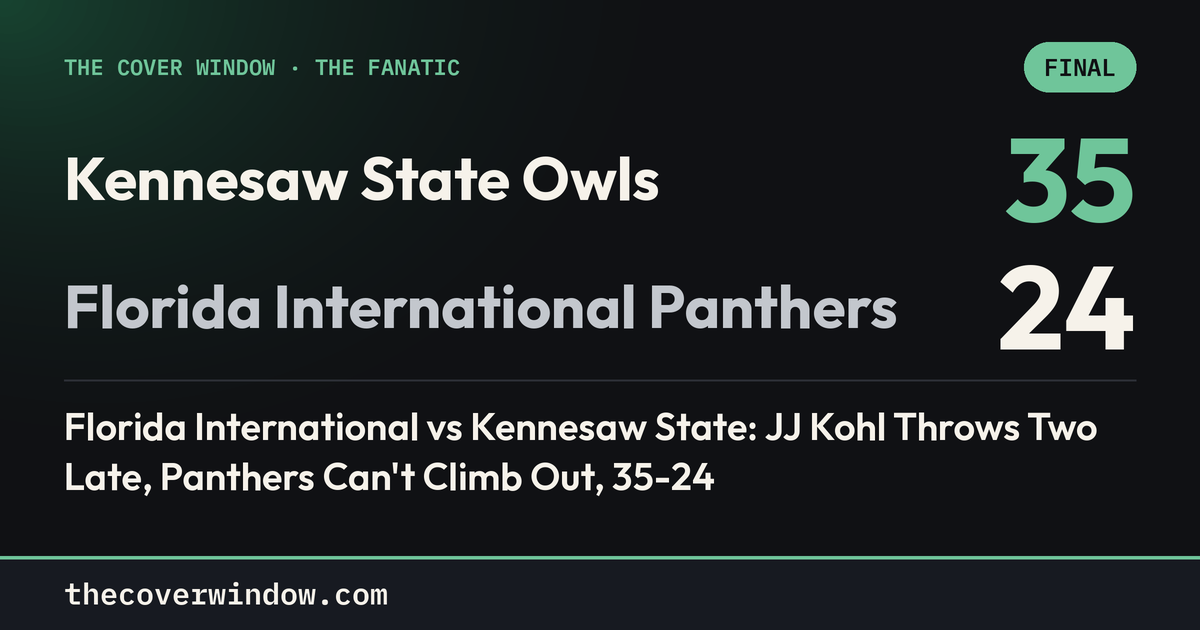 THE COVER WINDOW · THE FANATIC
FINAL
Kennesaw State Owls
35
Florida International Panthers
24
Florida International vs Kennesaw State: JJ Kohl Throws Two
Late, Panthers Can't Climb Out, 35-24
thecoverwindow.com